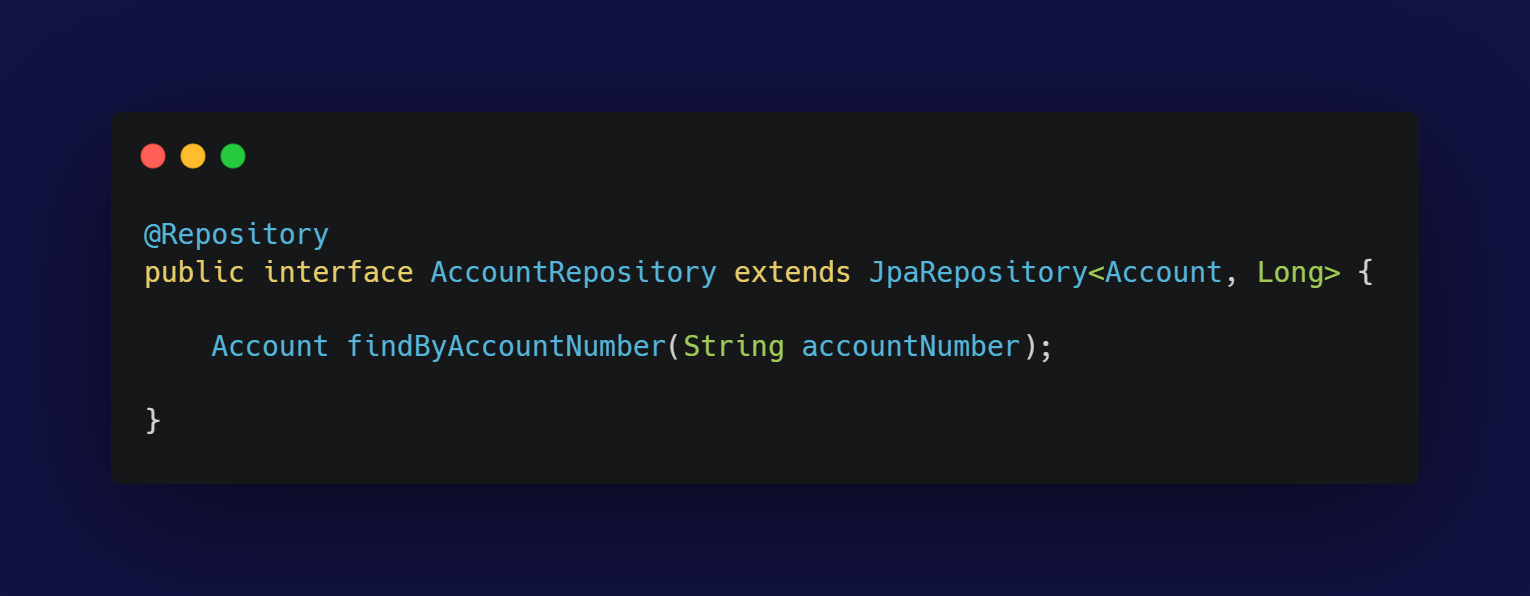 @Repository
public interface AccountRepository extends JpaRepository<Account, Long> {
    Account findByAccountNumber(String accountNumber);
}